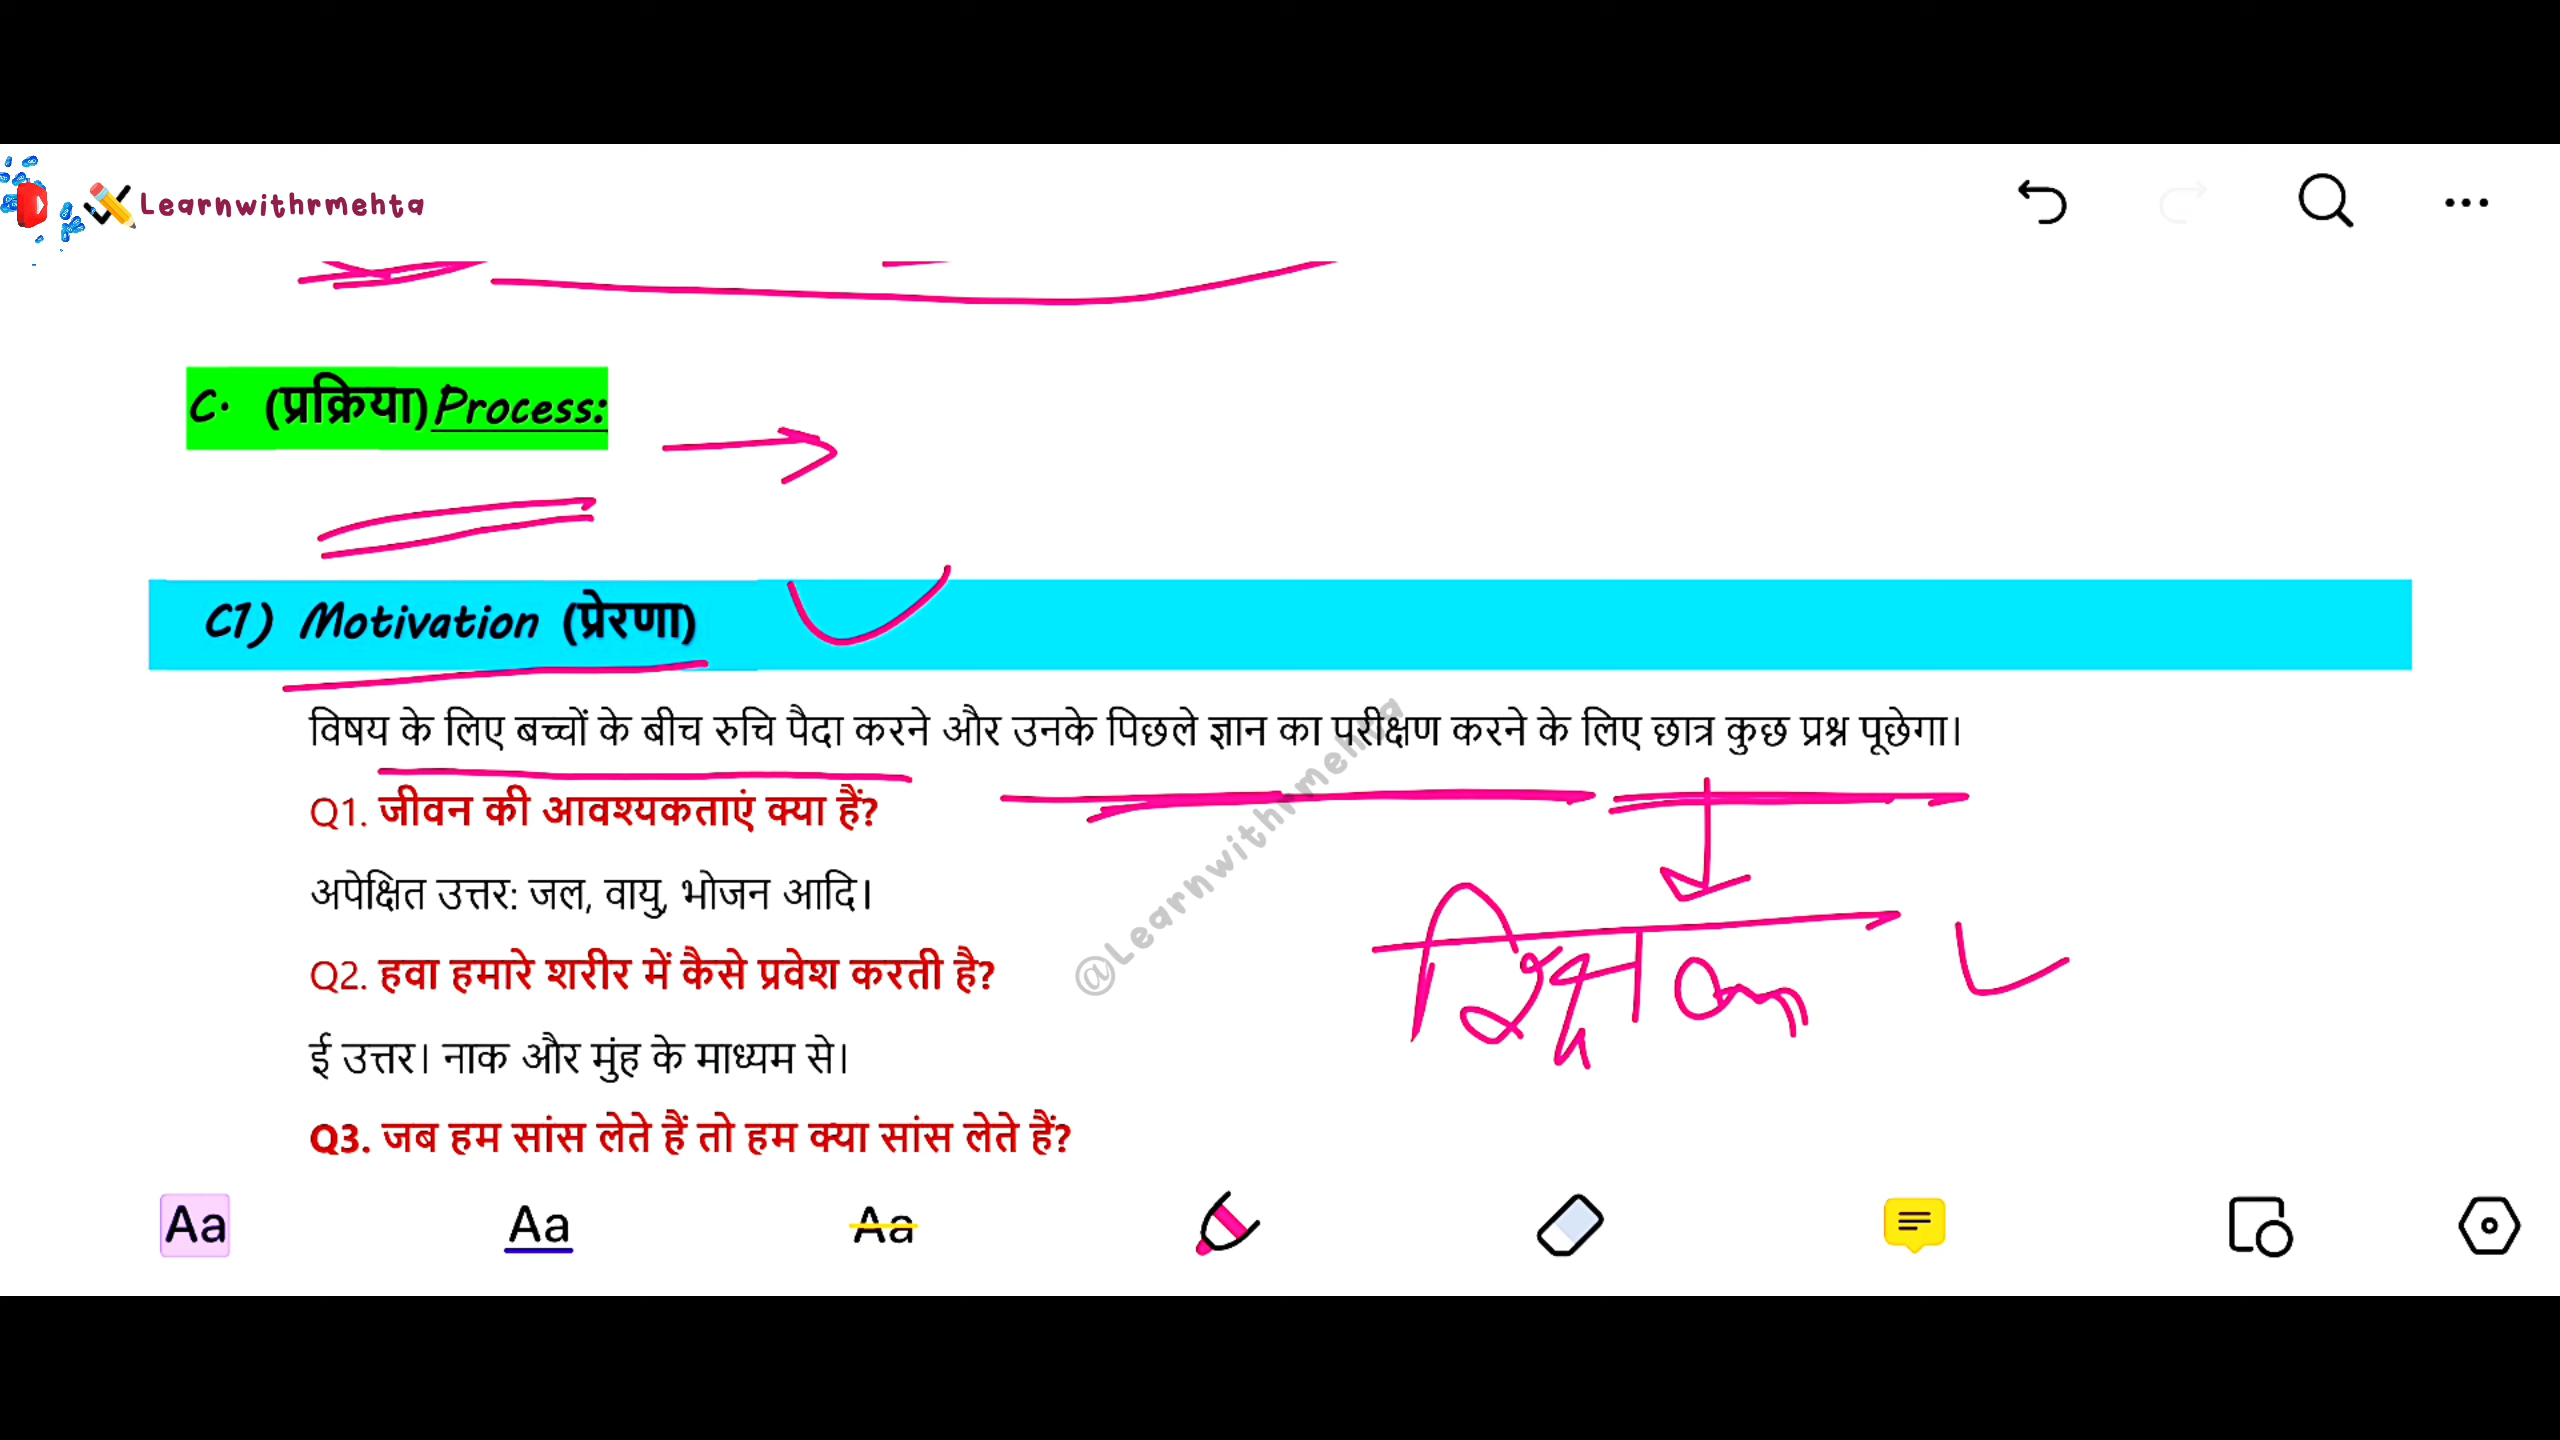 Learnwithrmehta
C. (प्रक्रिया) Process:
C1) Motivation (प्रेरणा)
विषय के लिए बच्चों के बीच रुचि पैदा करने और उनके पिछले ज्ञान का परीक्षण करने के लिए छात्र कुछ प्रश्न पूछेगा।
Q1. जीवन की आवश्यकताएं क्या हैं?
अपेक्षित उत्तर: जल, वायु, भोजन आदि।
Q2. हवा हमारे शरीर में कैसे प्रवेश करती है?
ई उत्तर। नाक और मुंह के माध्यम से।
Q3. जब हम सांस लेते हैं तो हम क्या सांस लेते हैं?
@Learnwithrmehta
Aa Aa Aa